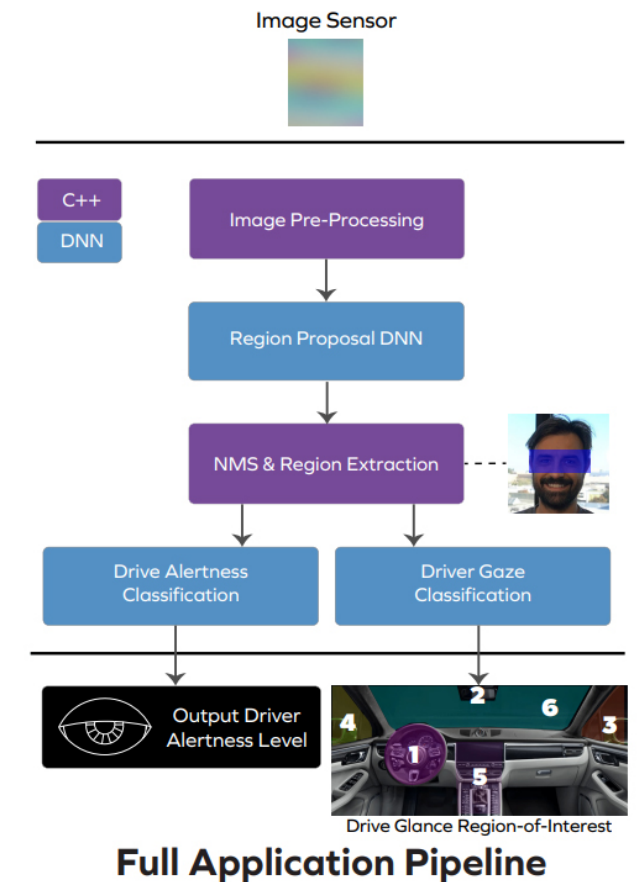 Image Sensor
C++
DNN
Image Pre-Processing
Region Proposal DNN
NMS & Region Extraction
Drive Alertness
Classification
Driver Gaze
Classification
Output Driver
Alertness Level
4
2
6
3
1
5
Drive Glance Region-of-Interest
Full Application Pipeline